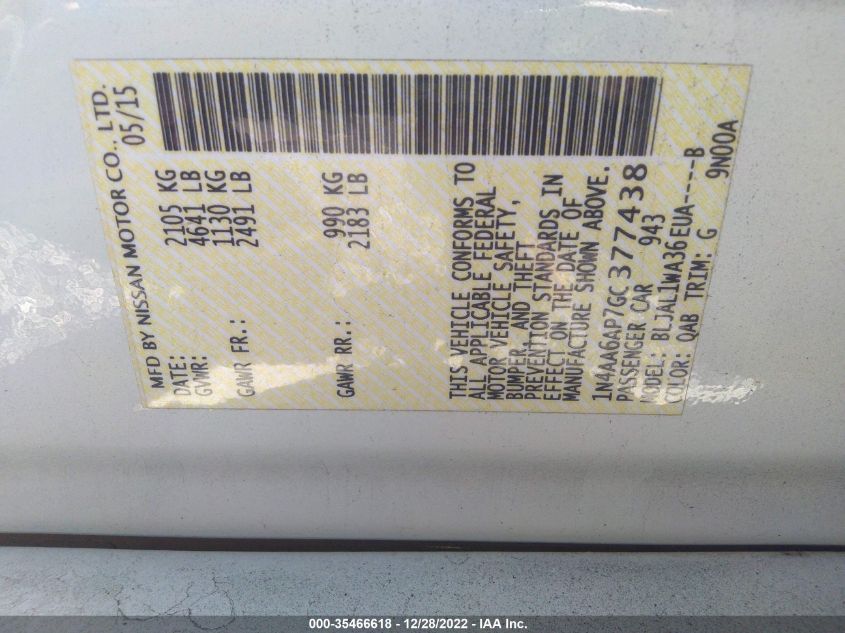 MFD BY NISSAN MOTOR CO., LTD.
DATE: 05/15
GVWR: 2105 KG
4641 LB
GAWR FR.: 1130 KG
2491 LB
GAWR RR.: 990 KG
2183 LB
THIS VEHICLE CONFORMS TO
ALL APPLICABLE FEDERAL
MOTOR VEHICLE SAFETY,
BUMPER, AND THEFT
PREVENTION STANDARDS IN
EFFECT ON THE DATE OF
MANUFACTURE SHOWN ABOVE.
1N4AA6AP7GC377438
PASSENGER CAR 943
MODEL: BLJAL1WA36EUA----B
COLOR: QAB TRIM: G 9N00A
000-35466618 - 12/28/2022 - IAA Inc.